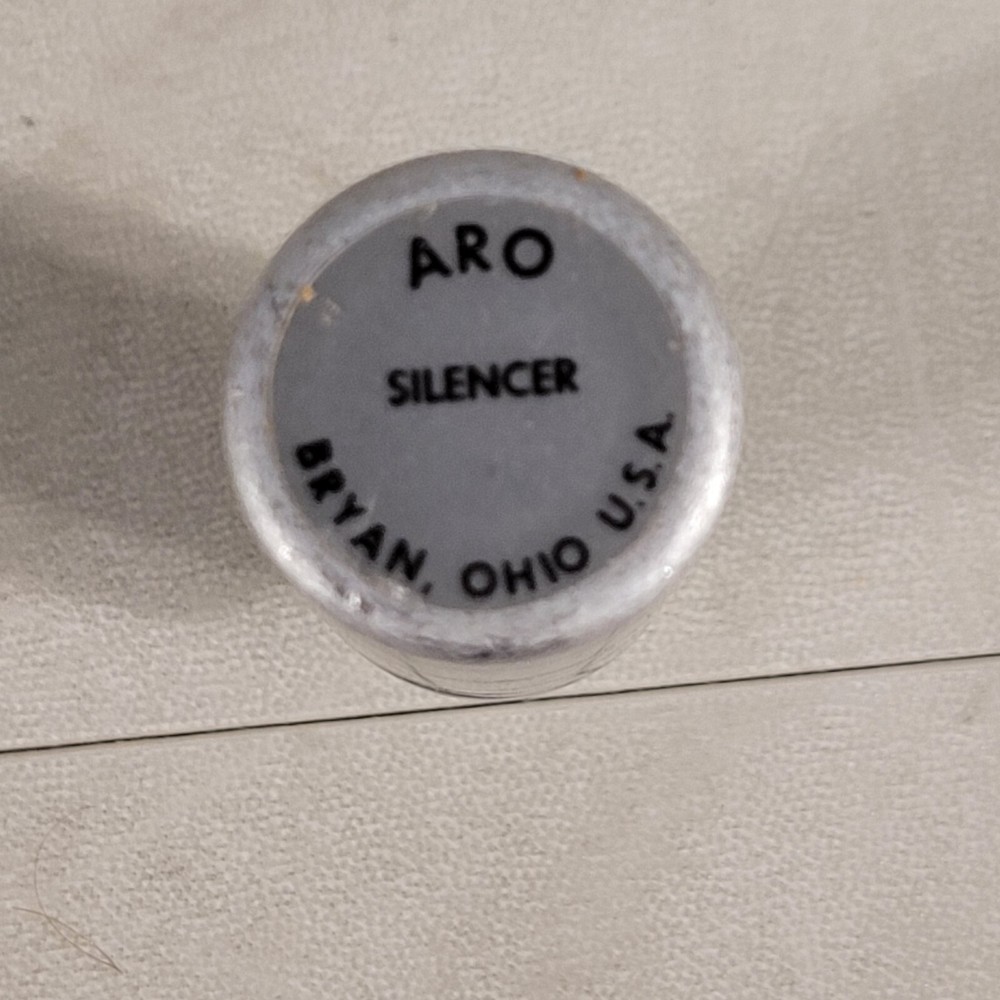 ARO
SILENCER
BRYAN, OHIO U.S.A.